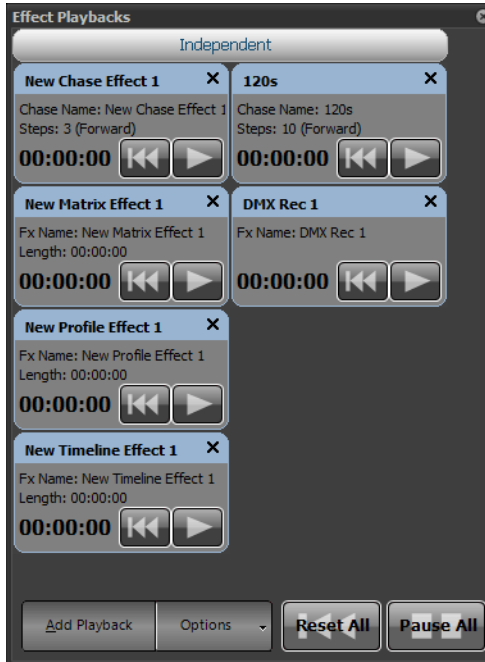 Effect Playbacks
Independent
New Chase Effect 1
Chase Name: New Chase Effect 1
Steps: 3 (Forward)
00:00:00
120s
Chase Name: 120s
Steps: 10 (Forward)
00:00:00
New Matrix Effect 1
Fx Name: New Matrix Effect 1
Length: 00:00:00
00:00:00
DMX Rec 1
Fx Name: DMX Rec 1
00:00:00
New Profile Effect 1
Fx Name: New Profile Effect 1
Length: 00:00:00
00:00:00
New Timeline Effect 1
Fx Name: New Timeline Effect 1
Length: 00:00:00
00:00:00
Add Playback
Options
Reset All
Pause All